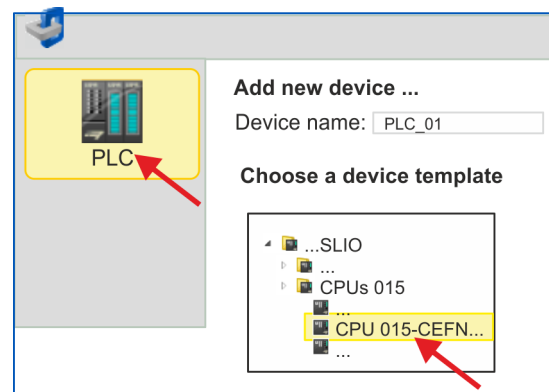 PLC
Add new device ...
Device name: PLC_01
Choose a device template
...SLIO
...
CPUs 015
...
CPU 015-CEFN...
...